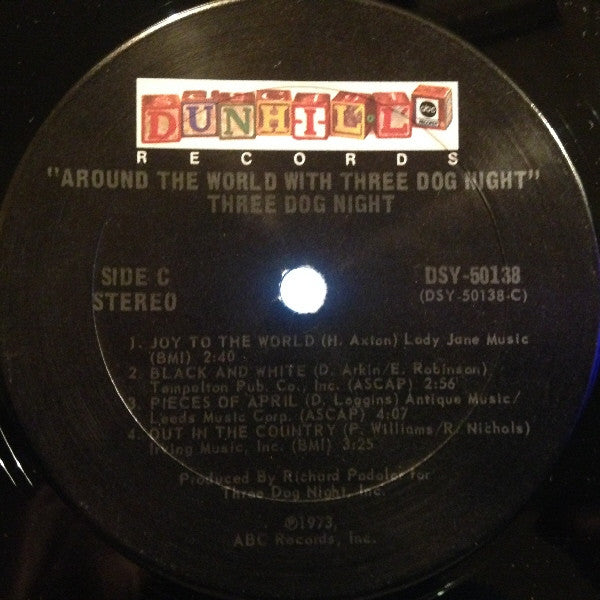 DUNHILL
RECORDS
"AROUND THE WORLD WITH THREE DOG NIGHT"
THREE DOG NIGHT
SIDE C
STEREO
DSY-50138
(DSY-50138-C)
1. JOY TO THE WORLD (H. Axton) Lady Jane Music
(BMI) 2:40
2. BLACK AND WHITE (D. Arkin/E. Robinson)
Templeton Pub. Co., Inc. (ASCAP) 2:56
3. PIECES OF APRIL (D. Loggins) Antique Music/
Leeds Music Corp. (ASCAP) 4:07
4. OUT IN THE COUNTRY (P. Williams/R. Nichols)
Irving Music, Inc. (BMI) 3:25
Produced By Richard Podolor for
Three Dog Night, Inc.
℗1973,
ABC Records, Inc.